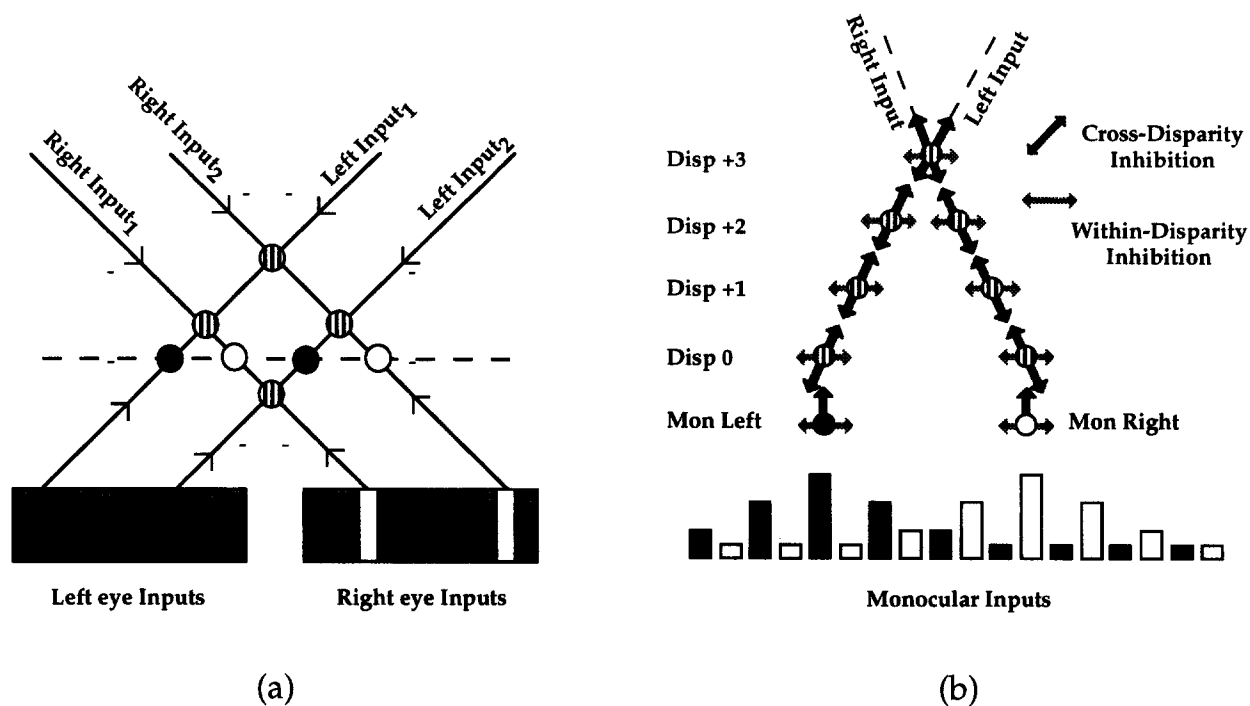 Right Input1
Right Input2
Left Input1
Left Input2
Left eye Inputs
Right eye Inputs
(a)
Right Input
Left Input
Disp +3
Disp +2
Disp +1
Disp 0
Mon Left
Mon Right
Cross-Disparity
Inhibition
Within-Disparity
Inhibition
Monocular Inputs
(b)